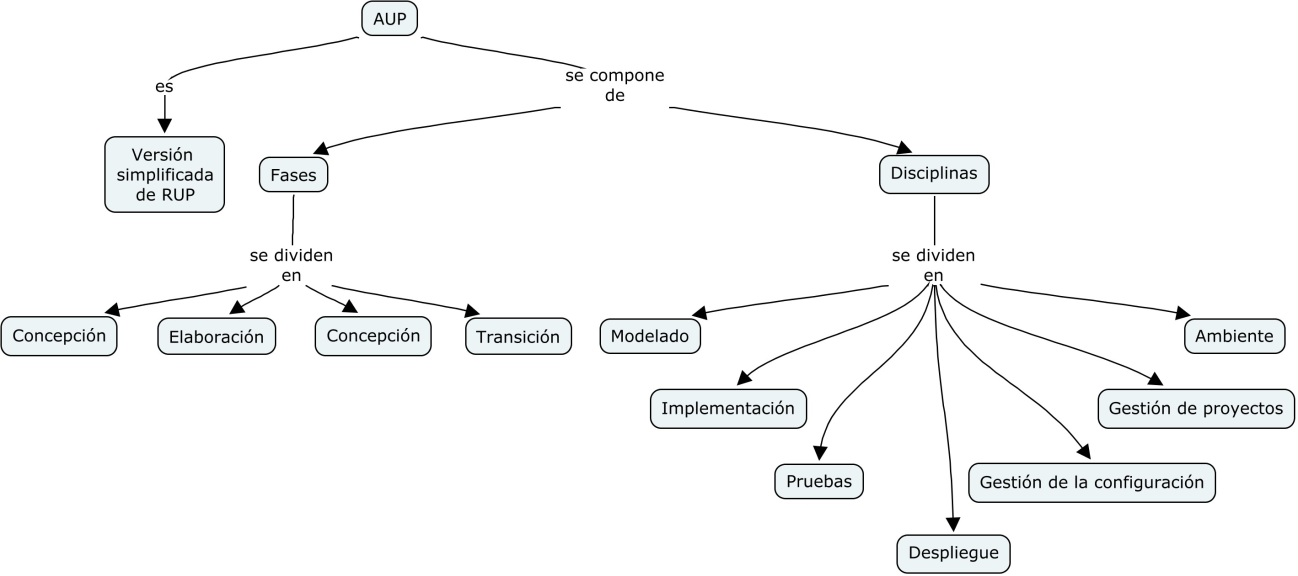 AUP
es
se compone
de
Versión
simplificada
de RUP
Fases
Disciplinas
se dividen
en
se dividen
en
Concepción
Elaboración
Concepción
Transición
Modelado
Ambiente
Implementación
Gestión de proyectos
Pruebas
Gestión de la configuración
Despliegue